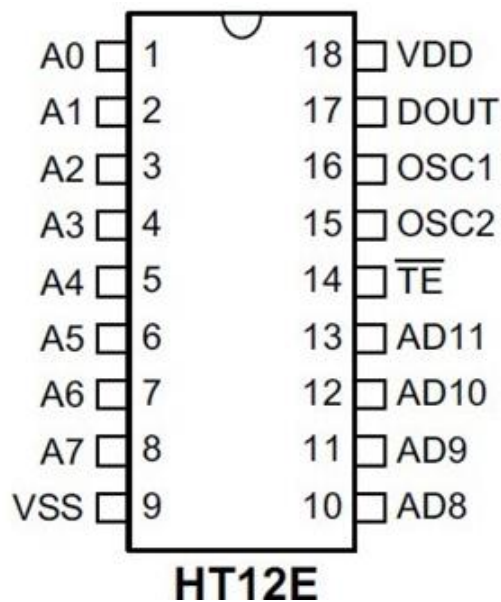 A0 1 18 VDD
A1 2 17 DOUT
A2 3 16 OSC1
A3 4 15 OSC2
A4 5 14 T̅E̅
A5 6 13 AD11
A6 7 12 AD10
A7 8 11 AD9
VSS 9 10 AD8
HT12E